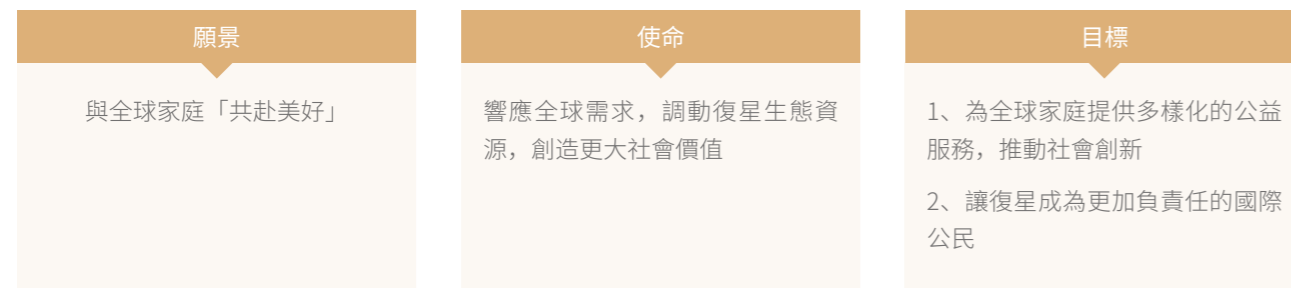 願景
與全球家庭「共赴美好」
使命
響應全球需求，調動復星生態資
源，創造更大社會價值
目標
1、為全球家庭提供多樣化的公益
服務，推動社會創新
2、讓復星成為更加負責任的國際
公民